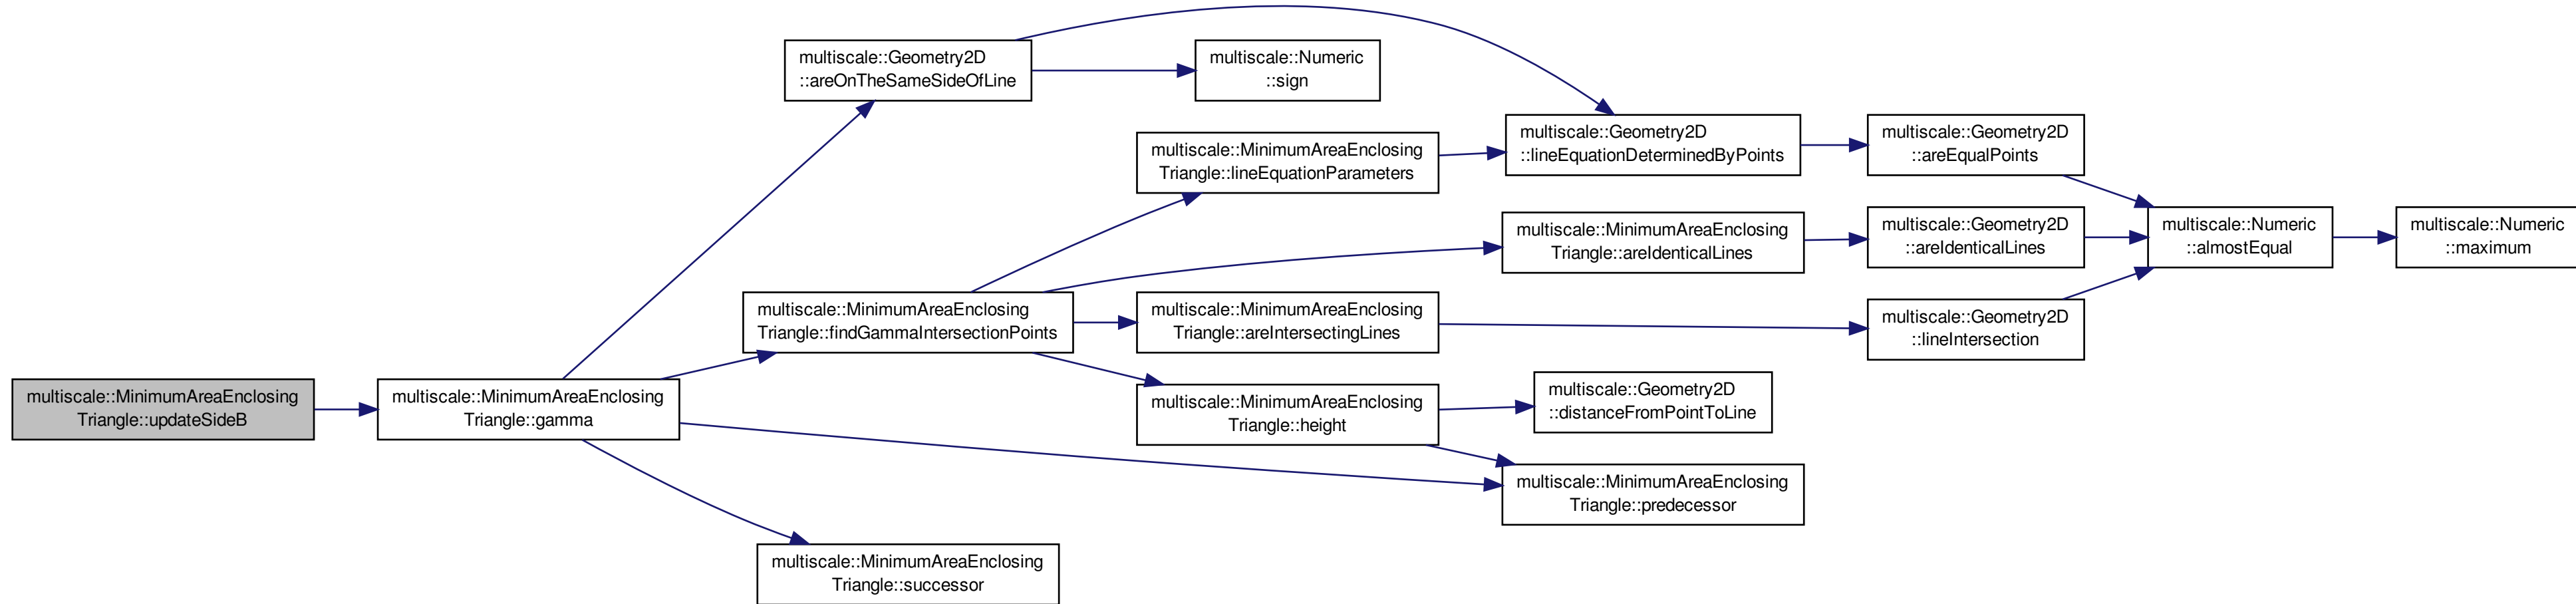 multiscale::Geometry2D
::areOnTheSameSideOfLine
multiscale::Numeric
::sign
multiscale::Geometry2D
::lineEquationDeterminedByPoints
multiscale::Geometry2D
::areEqualPoints
multiscale::MinimumAreaEnclosing
Triangle::lineEquationParameters
multiscale::MinimumAreaEnclosing
Triangle::areIdenticalLines
multiscale::Geometry2D
::areIdenticalLines
multiscale::Numeric
::almostEqual
multiscale::Numeric
::maximum
multiscale::MinimumAreaEnclosing
Triangle::findGammaIntersectionPoints
multiscale::MinimumAreaEnclosing
Triangle::areIntersectingLines
multiscale::Geometry2D
::lineIntersection
multiscale::MinimumAreaEnclosing
Triangle::updateSideB
multiscale::MinimumAreaEnclosing
Triangle::gamma
multiscale::MinimumAreaEnclosing
Triangle::height
multiscale::Geometry2D
::distanceFromPointToLine
multiscale::MinimumAreaEnclosing
Triangle::predecessor
multiscale::MinimumAreaEnclosing
Triangle::successor